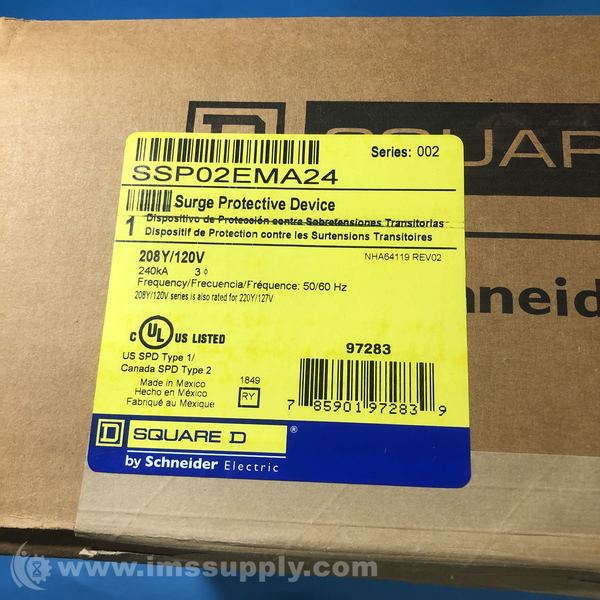 SQUAR
Series: 002
SSP02EMA24
Surge Protective Device
1
Dispositivo de Protección contra Sobretensiones Transitorias
Dispositif de Protection contre les Surtensions Transitoires
208Y/120V
NHA64119 REV02
240kA 3 ϕ
Frequency/Frecuencia/Fréquence: 50/60 Hz
208Y/120V series is also rated for 220Y/127V
hneide
C UL US LISTED
US SPD Type 1/
Canada SPD Type 2
97283
Made in Mexico
Hecho en México
Fabriqué au Mexique
1849
RY
7 85901 97283 9
D SQUARE D ®
by Schneider Electric
www.imssupply.com